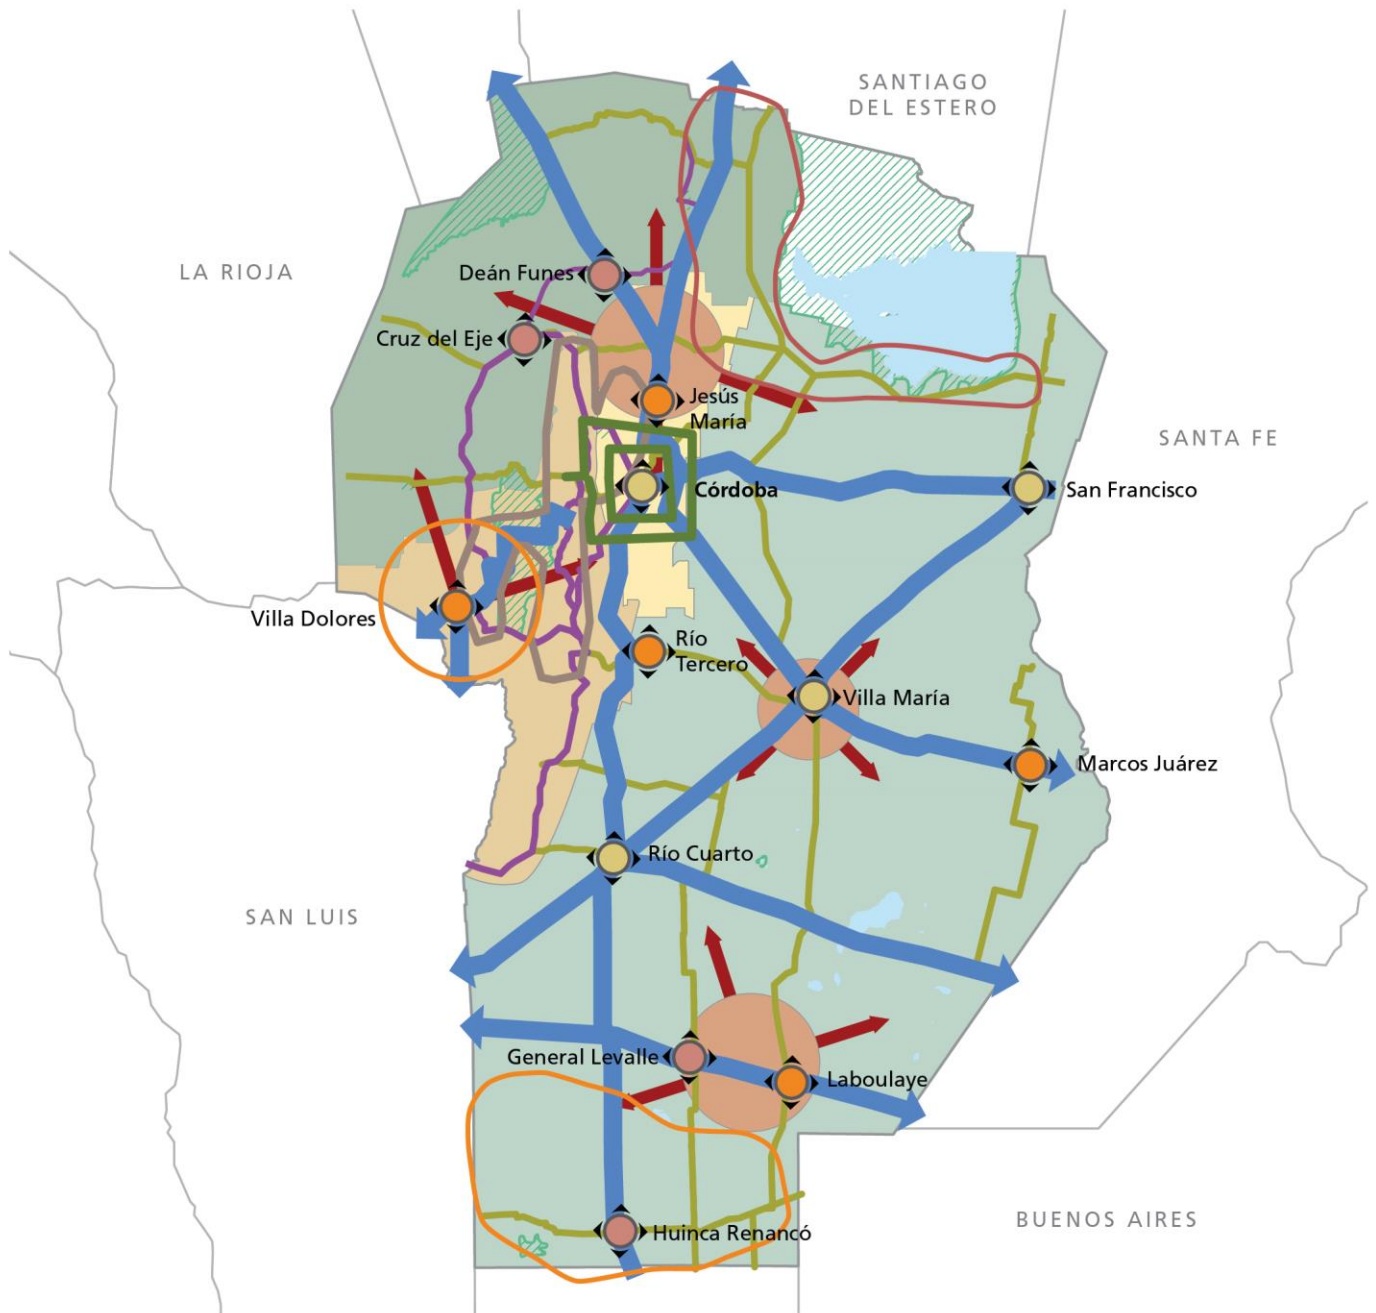 SANTIAGO
DEL ESTERO
LA RIOJA
Deán Funes
Cruz del Eje
Jesús
María
SANTA FE
Córdoba
San Francisco
Villa Dolores
Río
Tercero
Villa María
Marcos Juárez
Río Cuarto
SAN LUIS
General Levalle
Laboulaye
BUENOS AIRES
Huinca Renancó